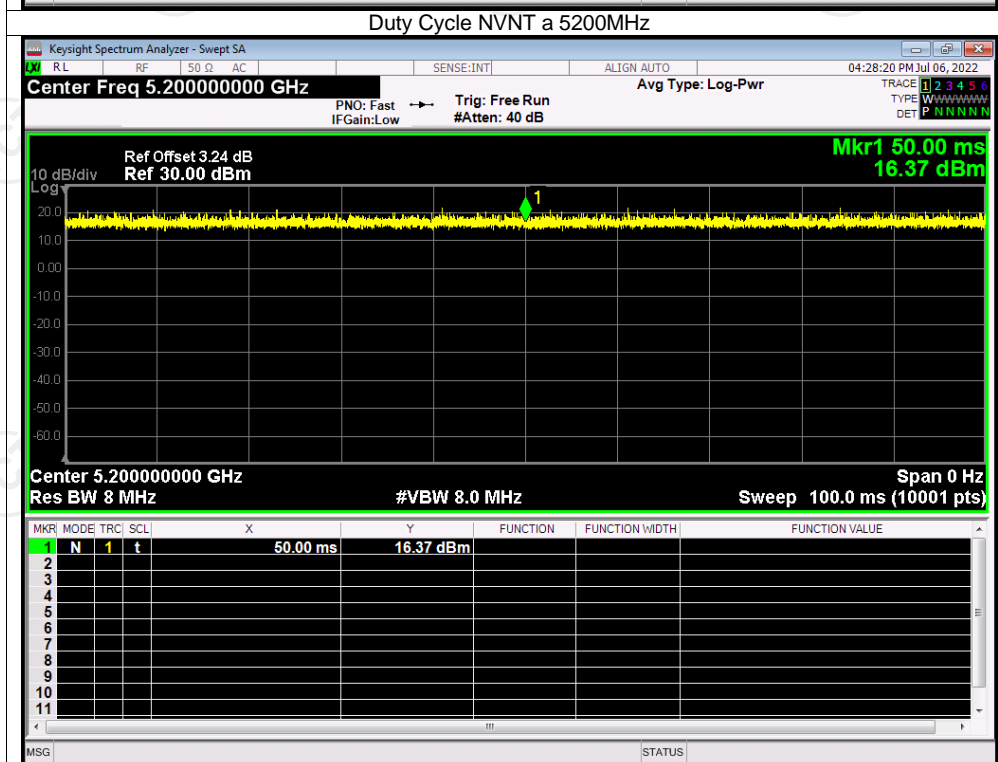 Duty Cycle NVNT a 5200MHz
Keysight Spectrum Analyzer - Swept SA
LXI RL RF 50 Ω AC SENSE:INT ALIGN AUTO 04:28:20 PM Jul 06, 2022
Center Freq 5.200000000 GHz Avg Type: Log-Pwr TRACE 1 2 3 4 5 6
PNO: Fast Trig: Free Run TYPE WWWWWW
IFGain:Low #Atten: 40 dB DET P N N N N N
Mkr1 50.00 ms
Ref Offset 3.24 dB
10 dB/div Ref 30.00 dBm 16.37 dBm
Log
1
20.0
10.0
0.00
-10.0
-20.0
-30.0
-40.0
-50.0
-60.0
Center 5.200000000 GHz Span 0 Hz
Res BW 8 MHz #VBW 8.0 MHz Sweep 100.0 ms (10001 pts)
MKR MODE TRC SCL X Y FUNCTION FUNCTION WIDTH FUNCTION VALUE
1 N 1 t 50.00 ms 16.37 dBm
2
3
4
5
6
7
8
9
10
11
MSG STATUS